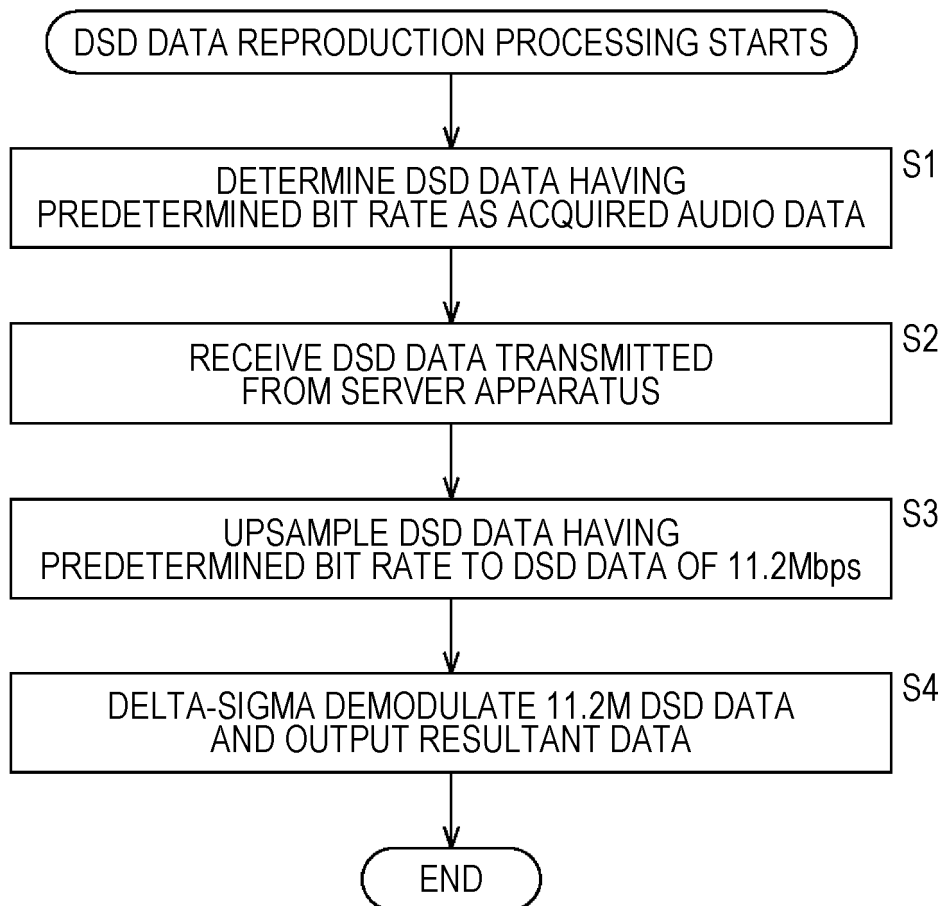 DSD DATA REPRODUCTION PROCESSING STARTS
S1
DETERMINE DSD DATA HAVING
PREDETERMINED BIT RATE AS ACQUIRED AUDIO DATA
S2
RECEIVE DSD DATA TRANSMITTED
FROM SERVER APPARATUS
S3
UPSAMPLE DSD DATA HAVING
PREDETERMINED BIT RATE TO DSD DATA OF 11.2Mbps
S4
DELTA-SIGMA DEMODULATE 11.2M DSD DATA
AND OUTPUT RESULTANT DATA
END